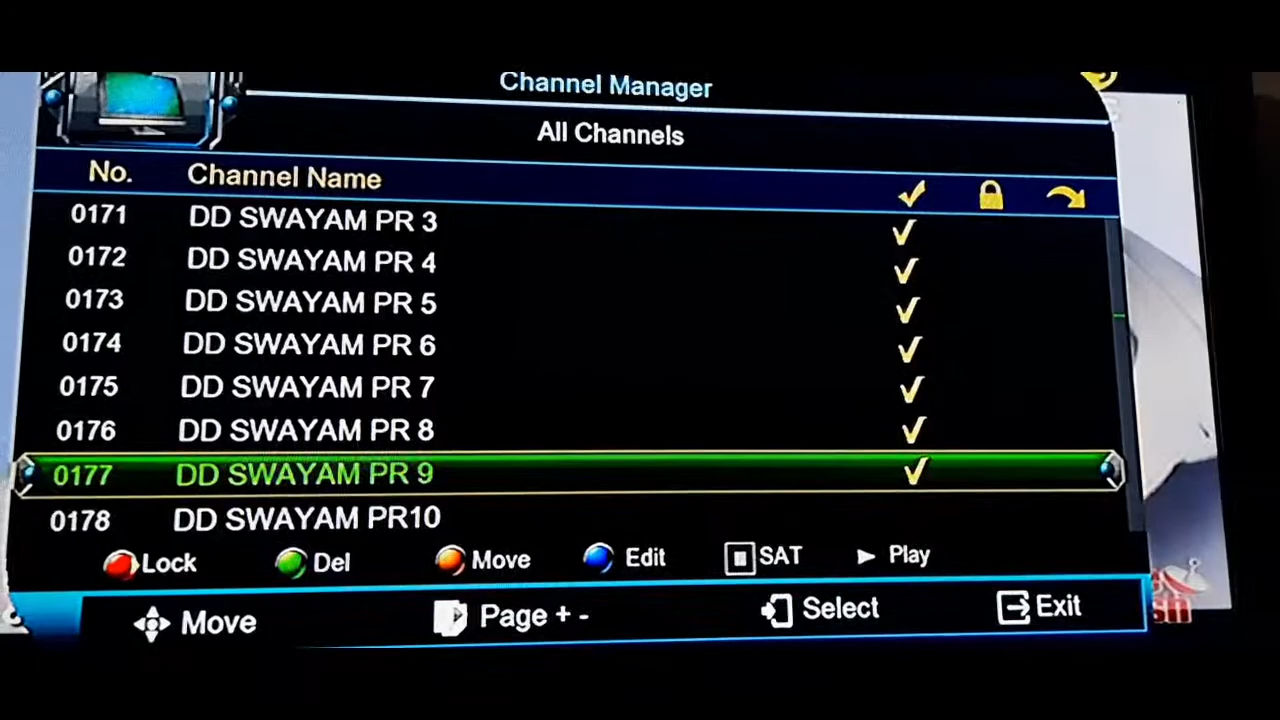 Channel Manager
All Channels
No. Channel Name
0171 DD SWAYAM PR 3
0172 DD SWAYAM PR 4
0173 DD SWAYAM PR 5
0174 DD SWAYAM PR 6
0175 DD SWAYAM PR 7
0176 DD SWAYAM PR 8
0177 DD SWAYAM PR 9
0178 DD SWAYAM PR10
Lock Del Move Edit SAT Play
Move Page + - Select Exit